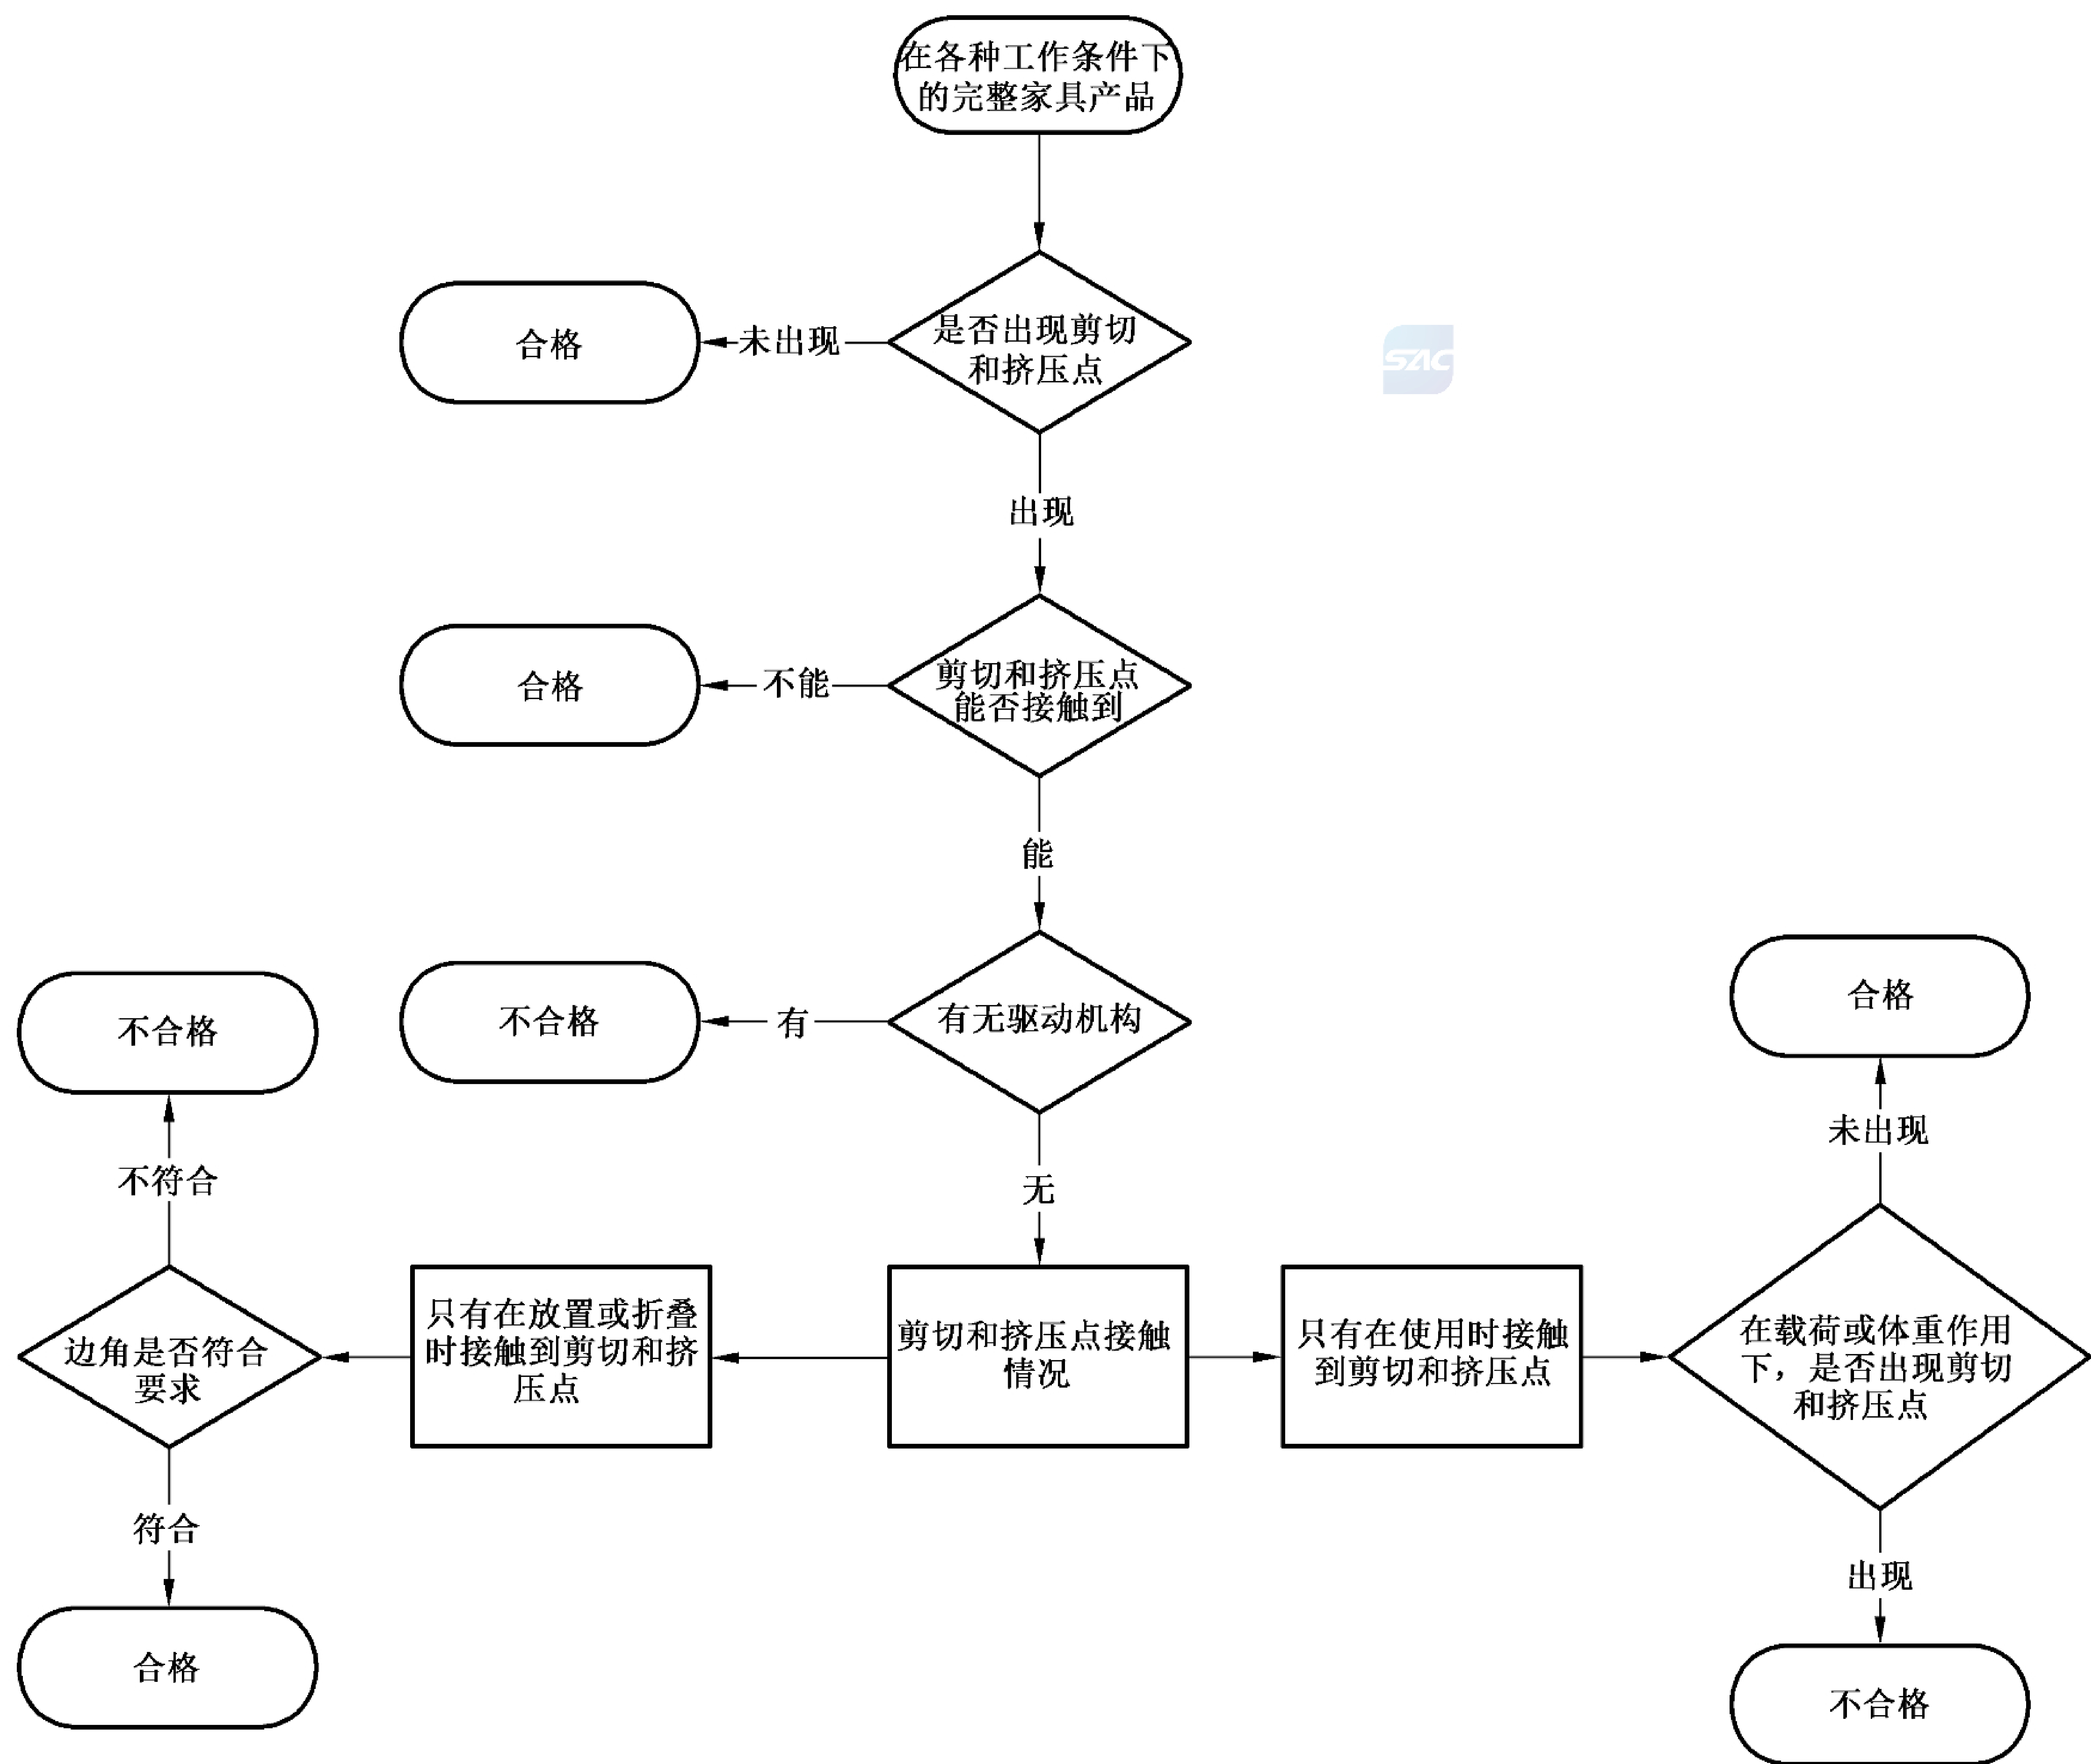 在各种工作条件下
的完整家具产品
是否出现剪切
和挤压点
未出现
合格
SAC
出现
剪切和挤压点
能否接触到
不能
合格
能
有无驱动机构
有
不合格
无
剪切和挤压点接触
情况
只有在放置或折叠
时接触到剪切和挤
压点
边角是否符合
要求
不符合
不合格
符合
合格
只有在使用时接触
到剪切和挤压点
在载荷或体重作用
下，是否出现剪切
和挤压点
未出现
合格
出现
不合格